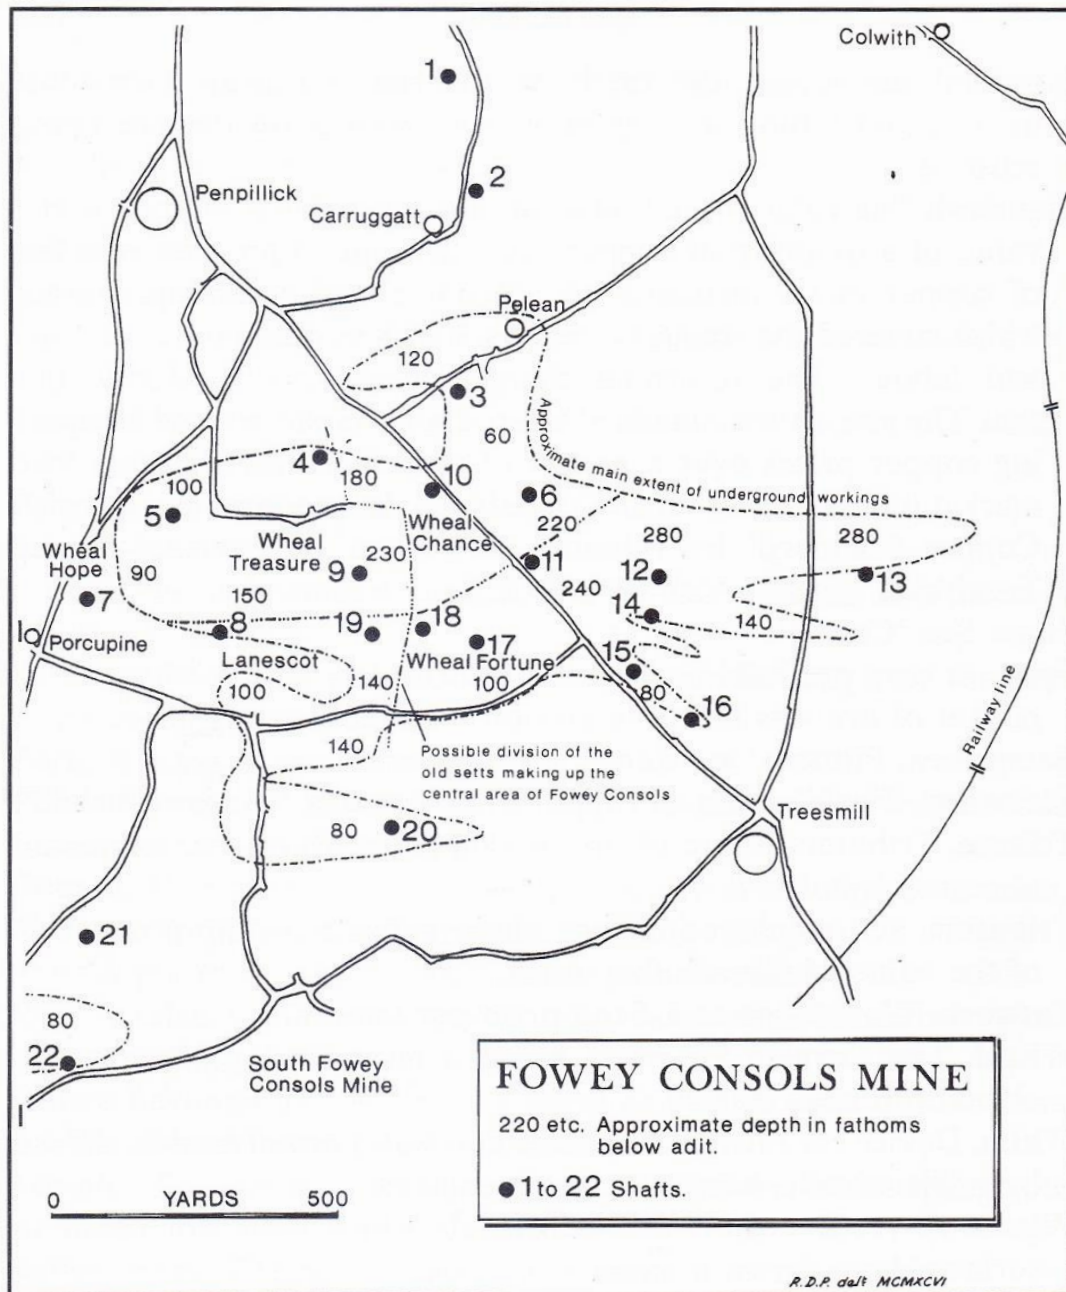 Colwith
1
2
Penpillick
Carruggatt
Pelean
120
3
60
Approximate main extent of underground workings
4
180
10
100
5
6
220
Wheal
Chance
Wheal
Treasure
230
9
Wheal
Hope
90
7
150
11
240
280
12
280
13
14
140
8
19
18
17
Porcupine
Lanescot
Wheal Fortune
100
140
100
15
80
16
140
Possible division of the
old setts making up the
central area of Fowey Consols
Railway line
Treesmill
80
20
21
80
22
South Fowey
Consols Mine
FOWEY CONSOLS MINE
220 etc. Approximate depth in fathoms
below adit.
1 to 22 Shafts.
0 YARDS 500
R.D.P. delt MCMXCVI